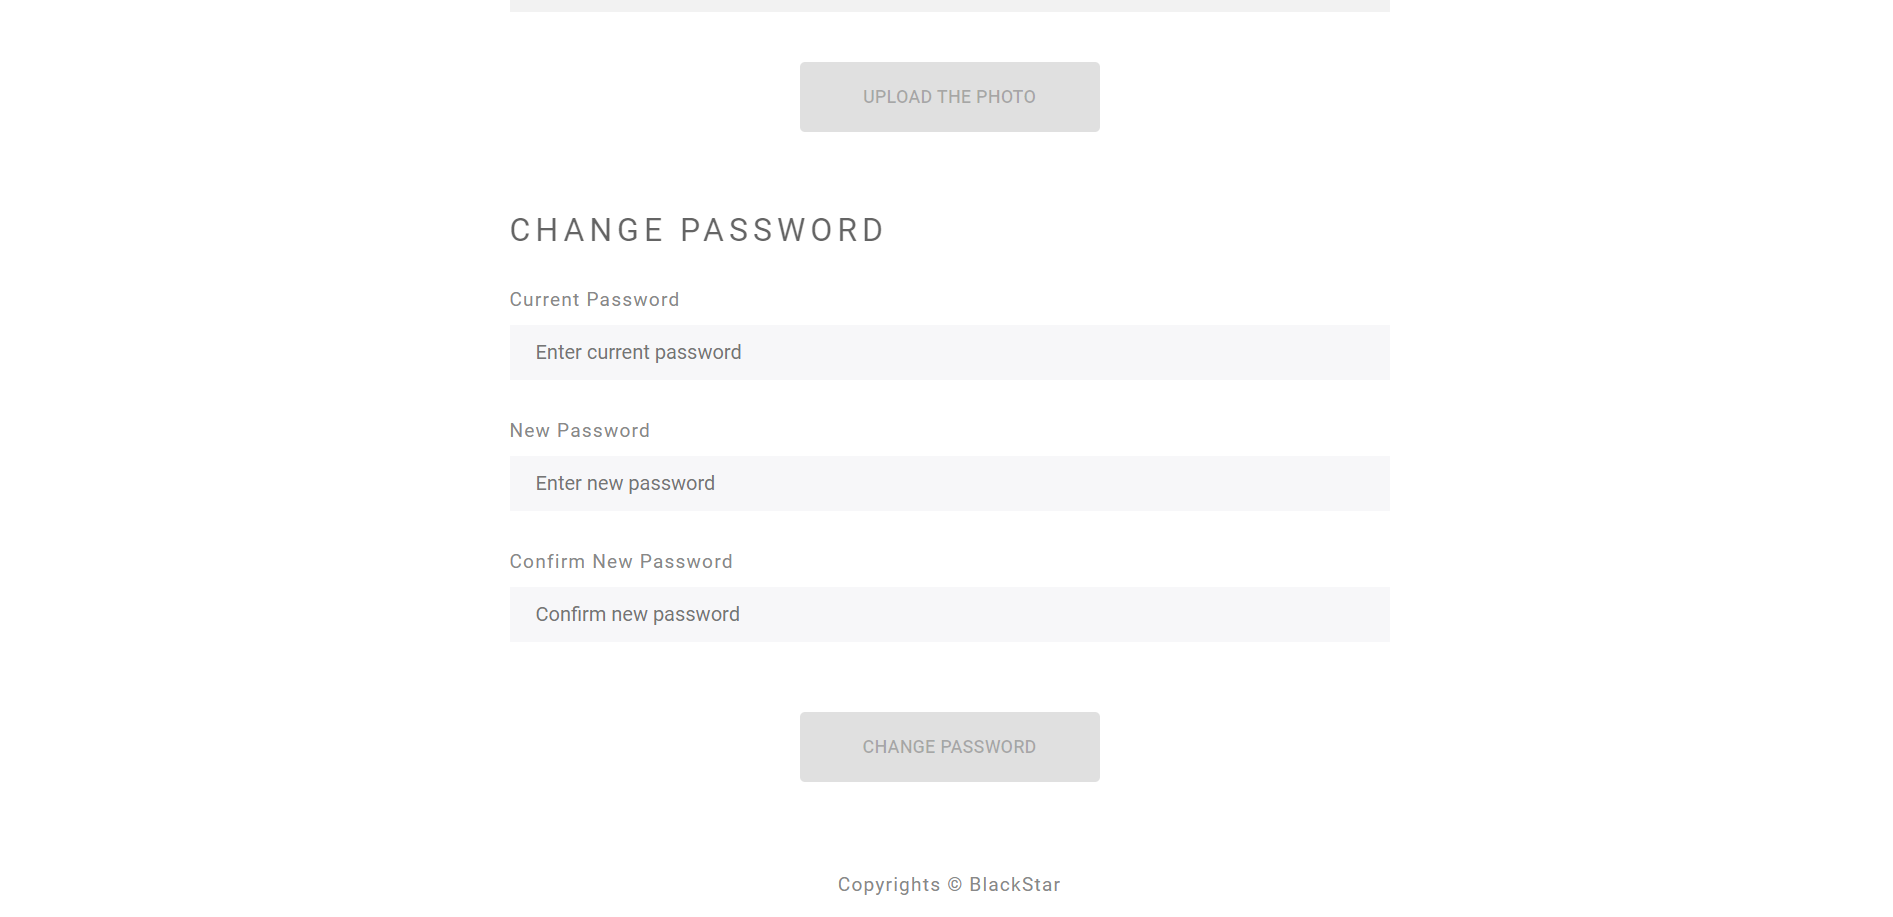 UPLOAD THE PHOTO
CHANGE PASSWORD
Current Password
Enter current password
New Password
Enter new password
Confirm New Password
Confirm new password
CHANGE PASSWORD
Copyrights © BlackStar